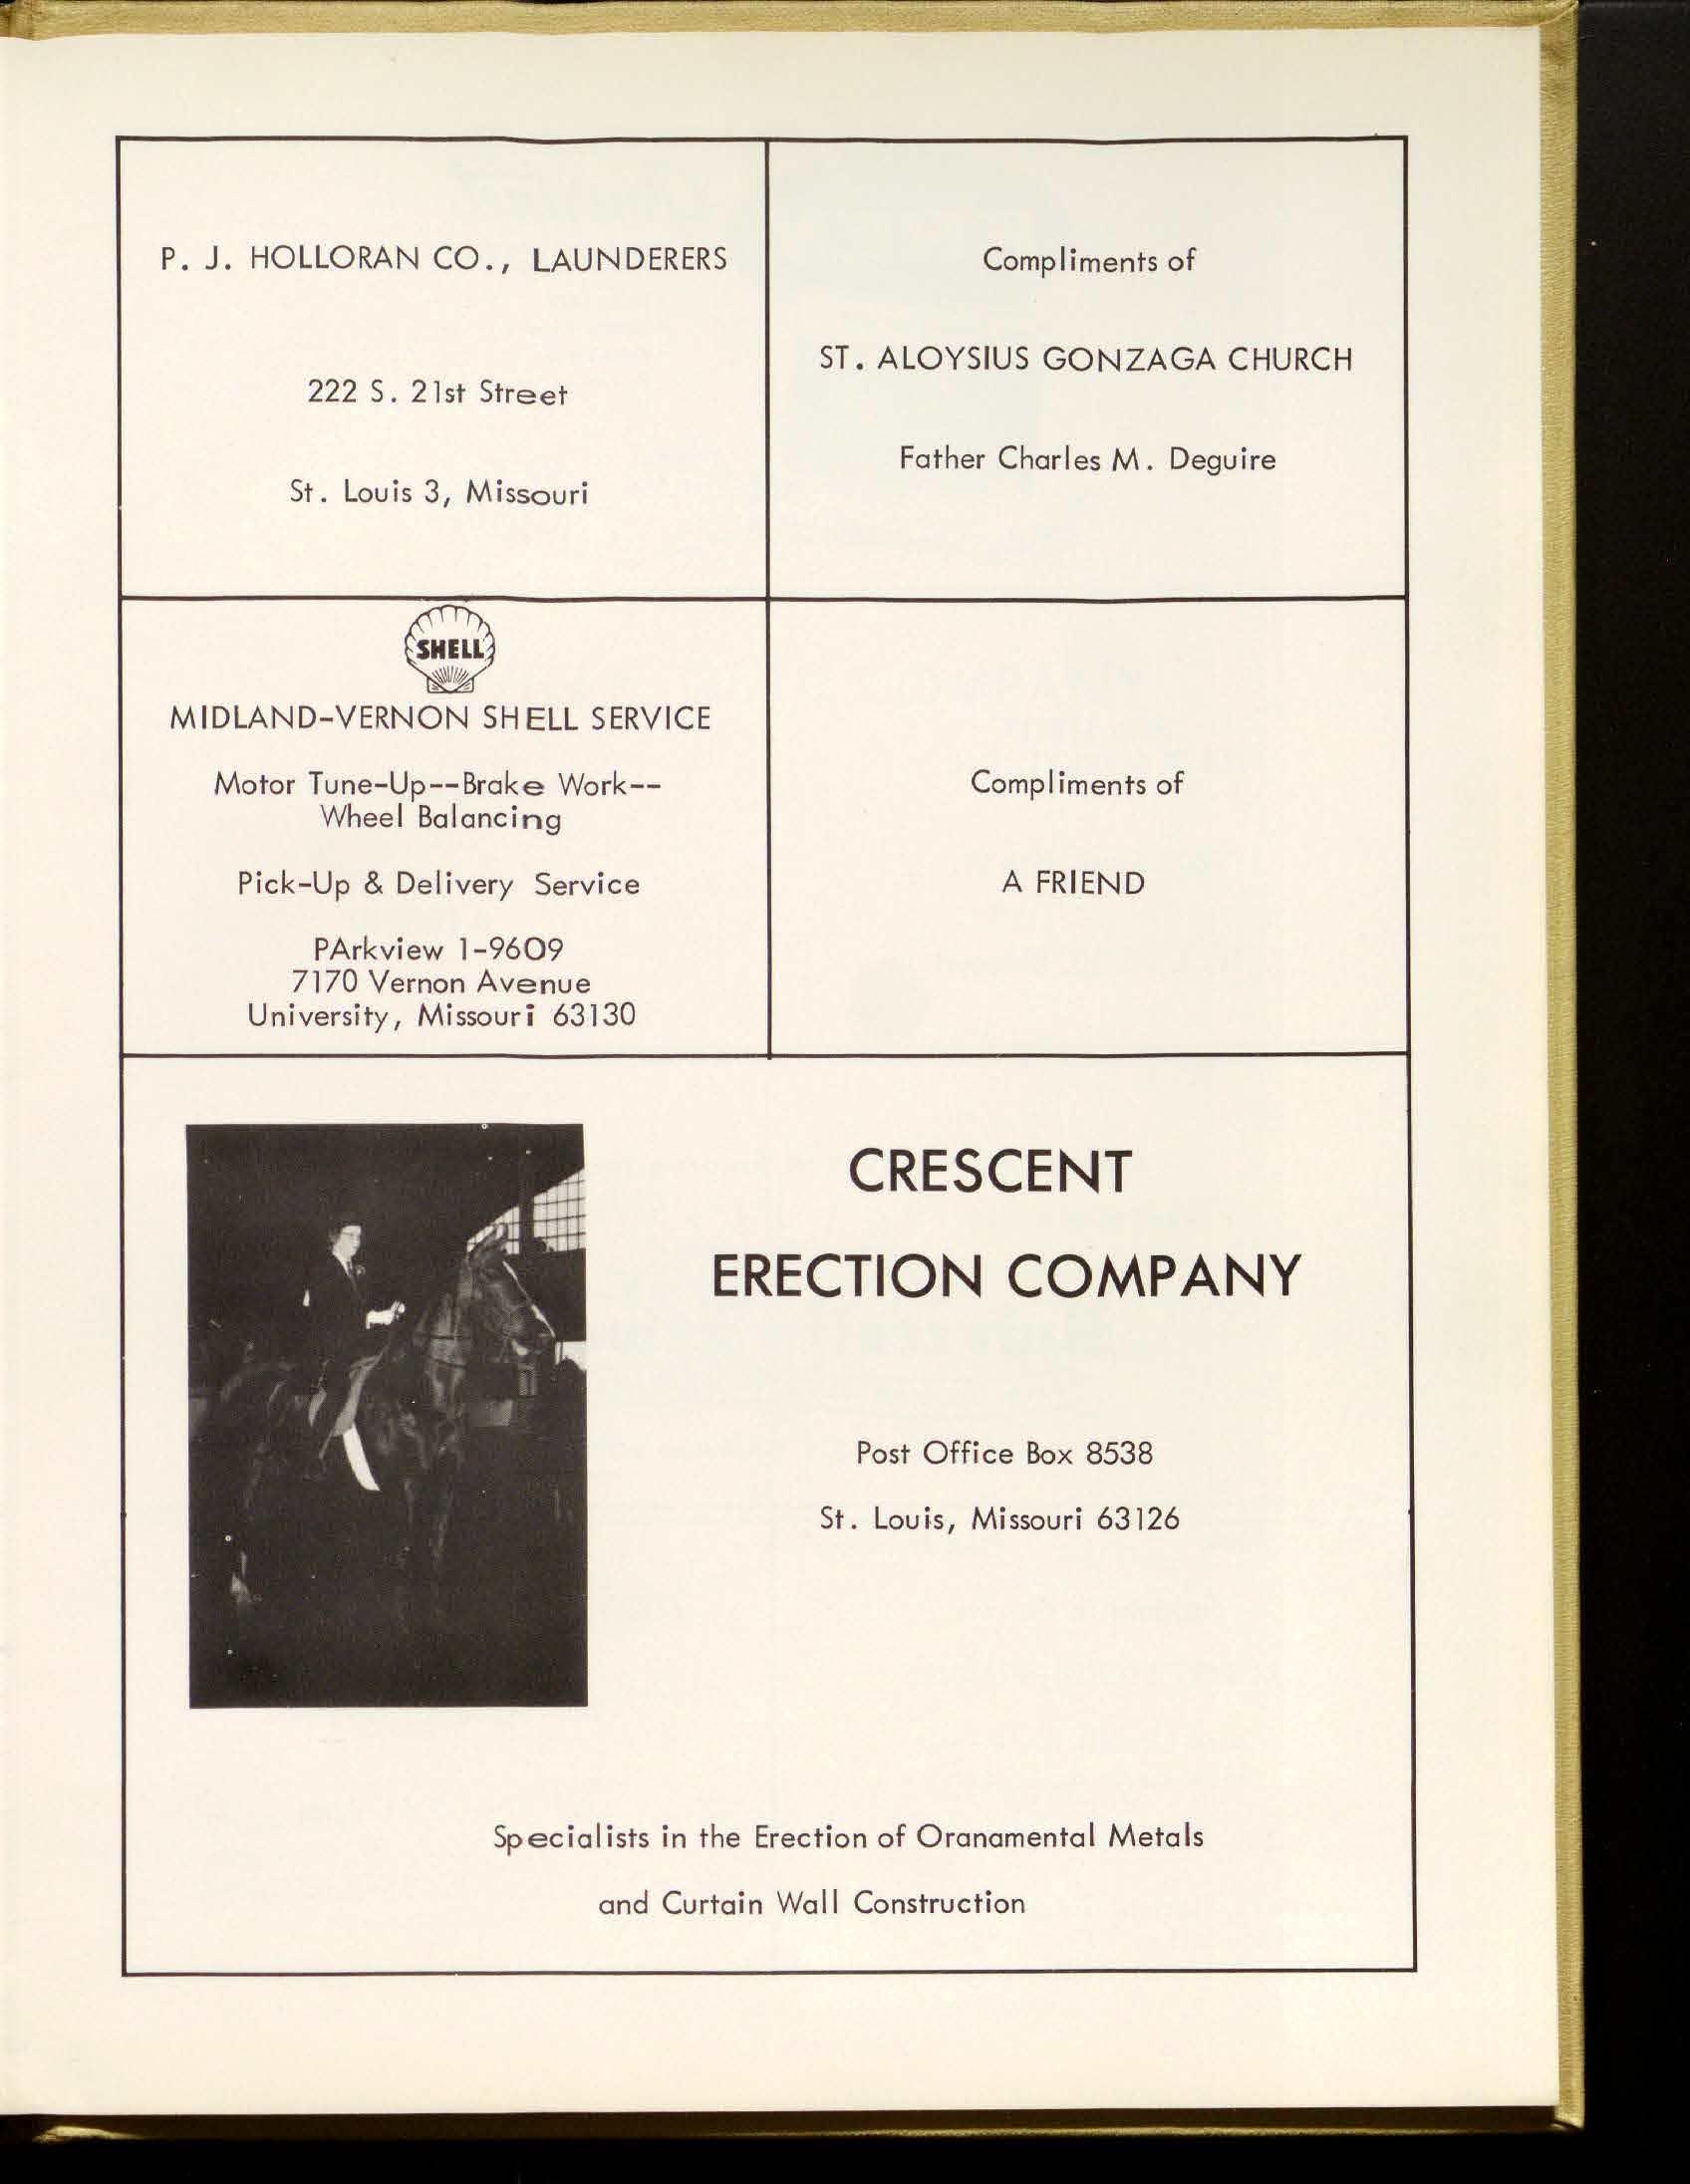 P. J. HOLLORAN CO., LAUNDERERS
222 S. 21st Street
St. Louis 3, Missouri
Compliments of
ST. ALOYSIUS GONZAGA CHURCH
Father Charles M. Deguire
SHELL
MIDLAND-VERNON SHELL SERVICE
Motor Tune-Up--Brake Work--
Wheel Balancing
Pick-Up & Delivery Service
PArkview 1-9609
7170 Vernon Avenue
University, Missouri 63130
Compliments of
A FRIEND
CRESCENT
ERECTION COMPANY
Post Office Box 8538
St. Louis, Missouri 63126
Specialists in the Erection of Oranamental Metals
and Curtain Wall Construction